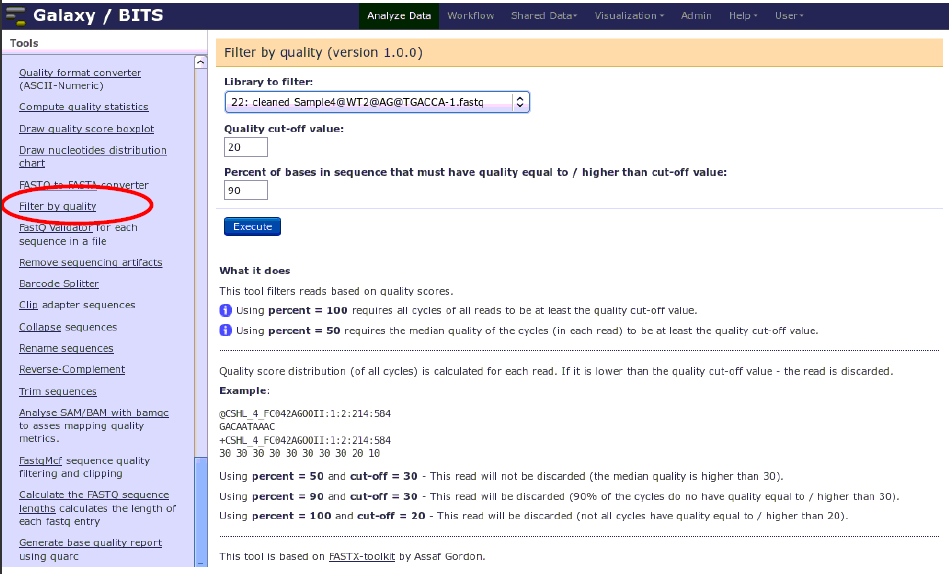 Galaxy / BITS
Analyze Data Workflow Shared Data Visualization Admin Help User
Tools
Quality format converter
(ASCII-Numeric)
Compute quality statistics
Draw quality score boxplot
Draw nucleotides distribution
chart
FASTQ to FASTA converter
Filter by quality
FastQ Validator for each
sequence in a file
Remove sequencing artifacts
Barcode Splitter
Clip adapter sequences
Collapse sequences
Rename sequences
Reverse-Complement
Trim sequences
Analyse SAM/BAM with bamqc
to asses mapping quality
metrics.
FastqMcf sequence quality
filtering and clipping
Calculate the FASTQ sequence
lengths calculates the length of
each fastq entry
Generate base quality report
using quarc
Filter by quality (version 1.0.0)
Library to filter:
22: cleaned Sample4@WT2@AG@TGACCA-1.fastq
Quality cut-off value:
20
Percent of bases in sequence that must have quality equal to / higher than cut-off value:
90
Execute
What it does
This tool filters reads based on quality scores.
Using percent = 100 requires all cycles of all reads to be at least the quality cut-off value.
Using percent = 50 requires the median quality of the cycles (in each read) to be at least the quality cut-off value.
Quality score distribution (of all cycles) is calculated for each read. If it is lower than the quality cut-off value - the read is discarded.
Example:
@CSHL_4_FC042AGOOII:1:2:214:584
GACAATAAAC
+CSHL_4_FC042AGOOII:1:2:214:584
30 30 30 30 30 30 30 30 20 10
Using percent = 50 and cut-off = 30 - This read will not be discarded (the median quality is higher than 30).
Using percent = 90 and cut-off = 30 - This read will be discarded (90% of the cycles do no have quality equal to / higher than 30).
Using percent = 100 and cut-off = 20 - This read will be discarded (not all cycles have quality equal to / higher than 20).
This tool is based on FASTX-toolkit by Assaf Gordon.